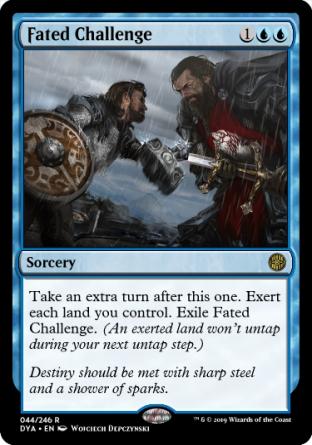 Fated Challenge 1
Sorcery
Take an extra turn after this one. Exert
each land you control. Exile Fated
Challenge. (An exerted land won't untap
during your next untap step.)
Destiny should be met with sharp steel
and a shower of sparks.
044/246 R
DYA • EN Wojciech Depczynski
™ & © 2019 Wizards of the Coast